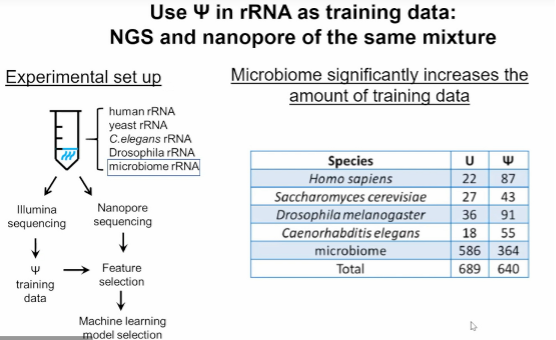 Use Ψ in rRNA as training data:
NGS and nanopore of the same mixture
Experimental set up
human rRNA
yeast rRNA
C.elegans rRNA
Drosophila rRNA
microbiome rRNA
Illumina
sequencing
Nanopore
sequencing
Ψ
training
data
Feature
selection
Machine learning
model selection
Microbiome significantly increases the
amount of training data
Species U Ψ
Homo sapiens 22 87
Saccharomyces cerevisiae 27 43
Drosophila melanogaster 36 91
Caenorhabditis elegans 18 55
microbiome 586 364
Total 689 640